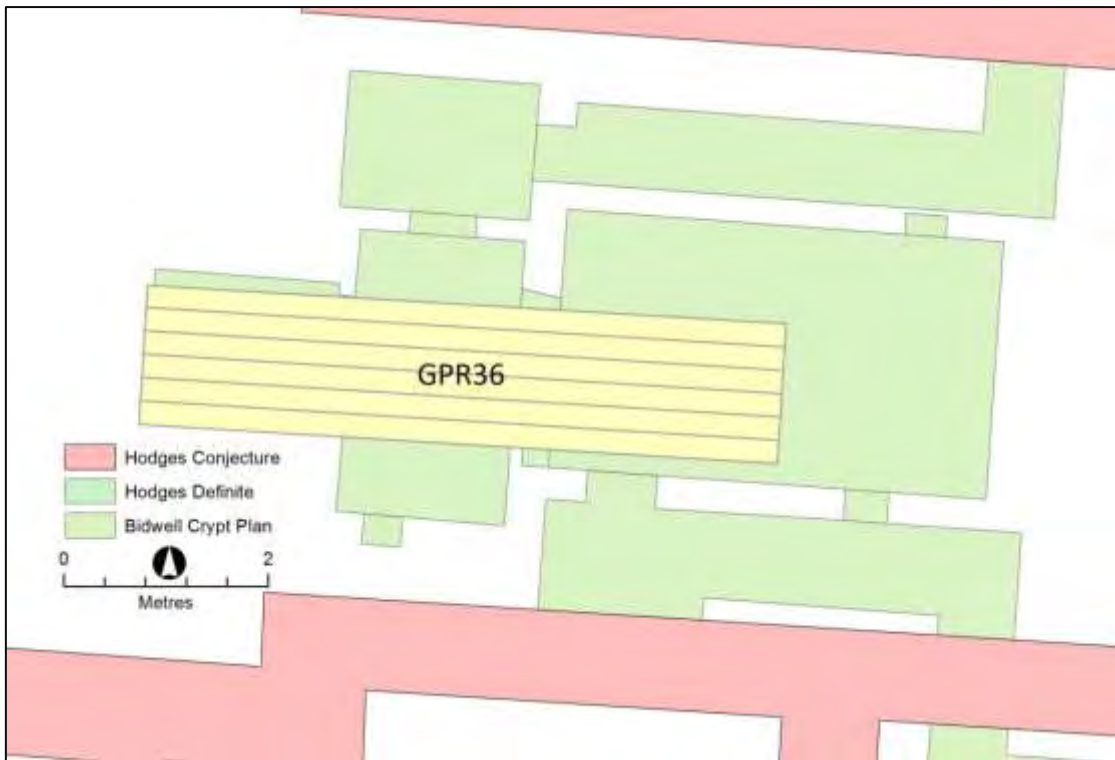 GPR36
Hodges Conjecture
Hodges Definite
Bidwell Crypt Plan
0 2
Metres